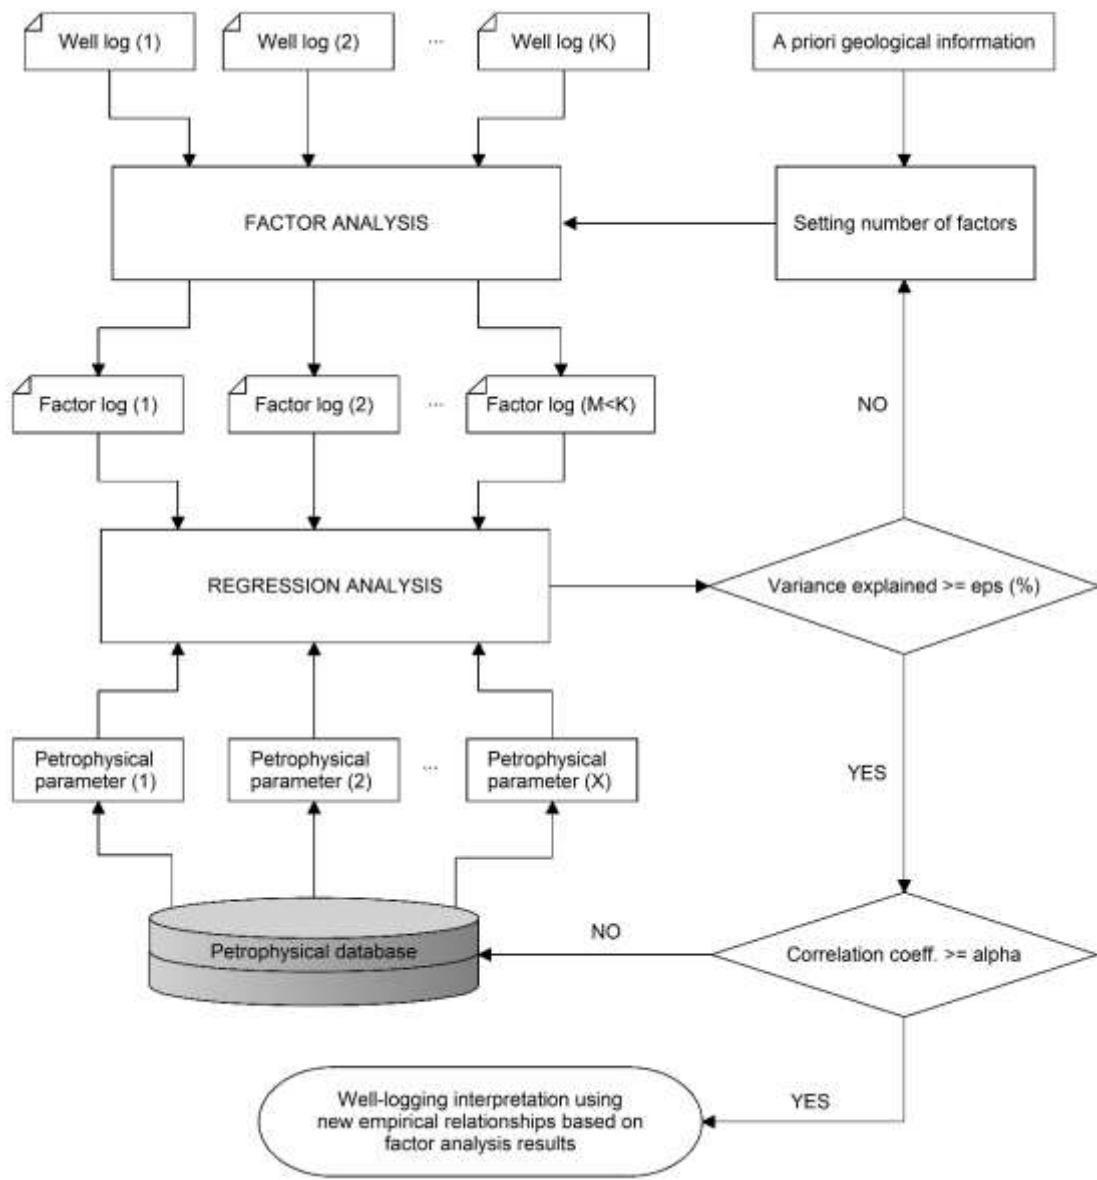 Well log (1)
Well log (2)
...
Well log (K)
A priori geological information
FACTOR ANALYSIS
Setting number of factors
Factor log (1)
Factor log (2)
...
Factor log (M<K)
NO
REGRESSION ANALYSIS
Variance explained >= eps (%)
Petrophysical
parameter (1)
Petrophysical
parameter (2)
...
Petrophysical
parameter (X)
YES
Petrophysical database
NO
Correlation coeff. >= alpha
Well-logging interpretation using
new empirical relationships based on
factor analysis results
YES